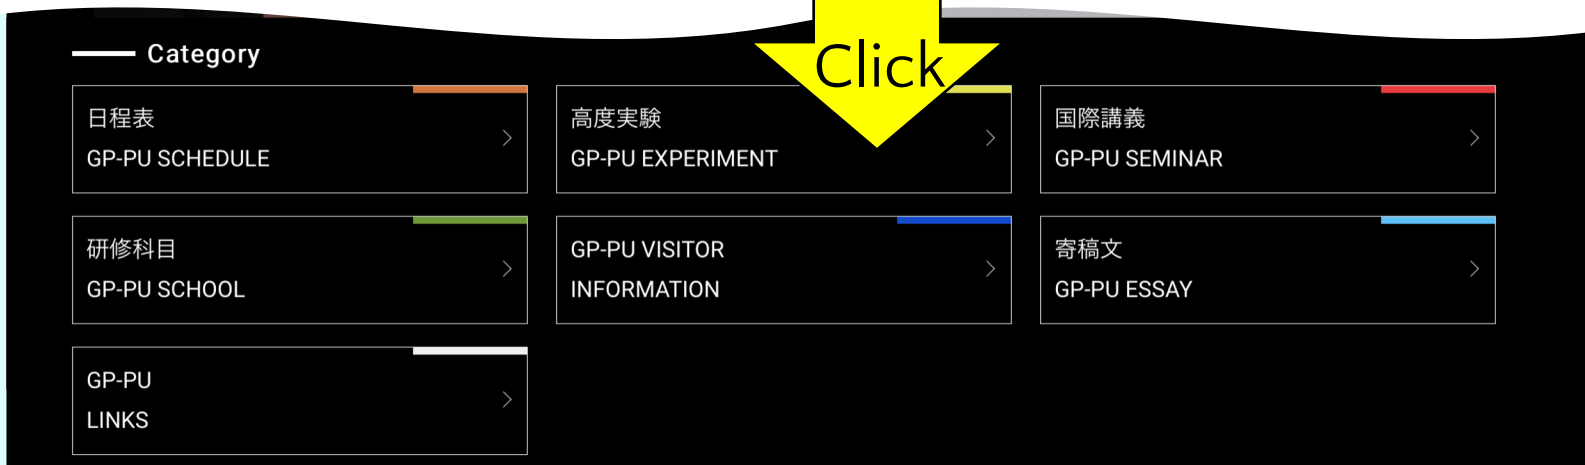 Category
Click
日程表
GP-PU SCHEDULE
高度実験
GP-PU EXPERIMENT
国際講義
GP-PU SEMINAR
研修科目
GP-PU SCHOOL
GP-PU VISITOR
INFORMATION
寄稿文
GP-PU ESSAY
GP-PU
LINKS